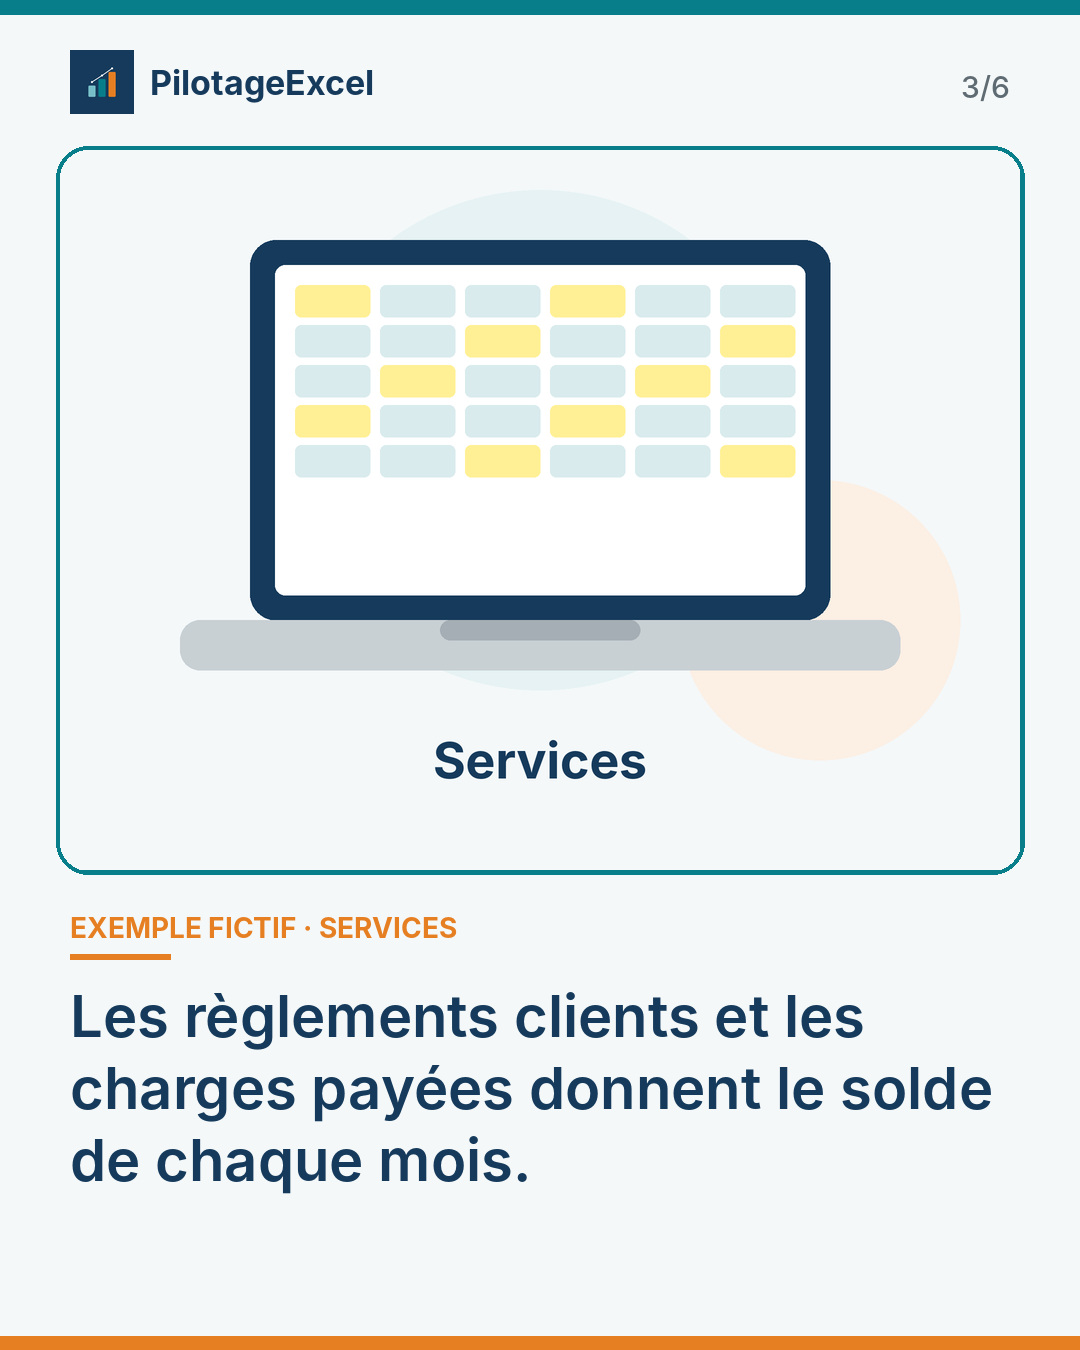 PilotageExcel
3/6
Services
EXEMPLE FICTIF · SERVICES
Les règlements clients et les
charges payées donnent le solde
de chaque mois.